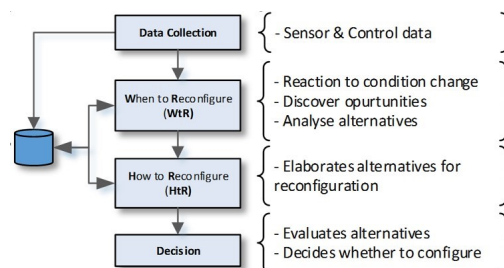 Data Collection
- Sensor & Control data
When to Reconfigure
(WtR)
- Reaction to condition change
- Discover opurtunities
- Analyse alternatives
How to Reconfigure
(HtR)
- Elaborates alternatives for
reconfiguration
Decision
- Evaluates alternatives
- Decides whether to configure